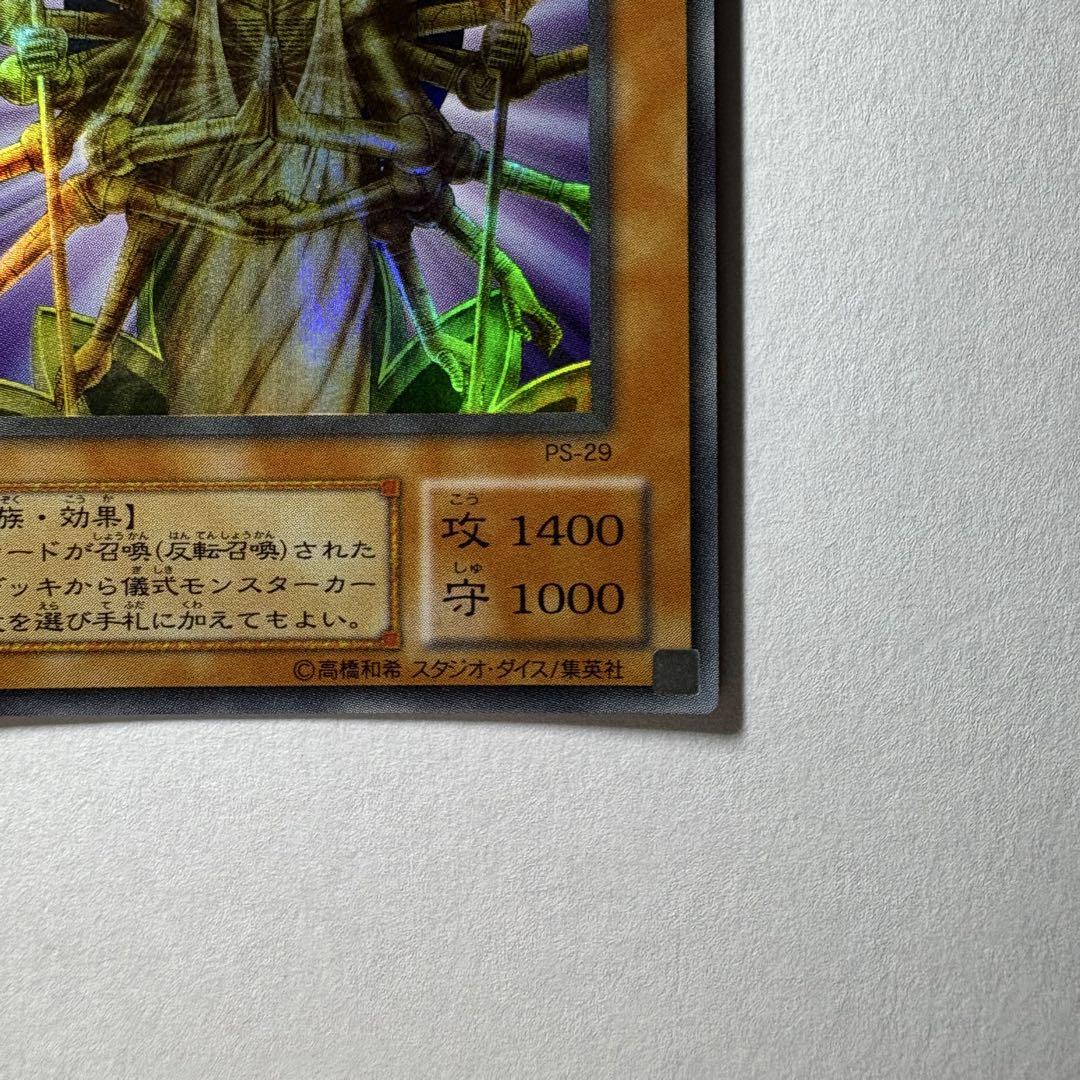 PS-29
族・効果】
ードが召喚(反転召喚)された
デッキから儀式モンスターカー
を選び手札に加えてもよい。
攻 1400
守 1000
©高橋和希 スタジオ・ダイス/集英社